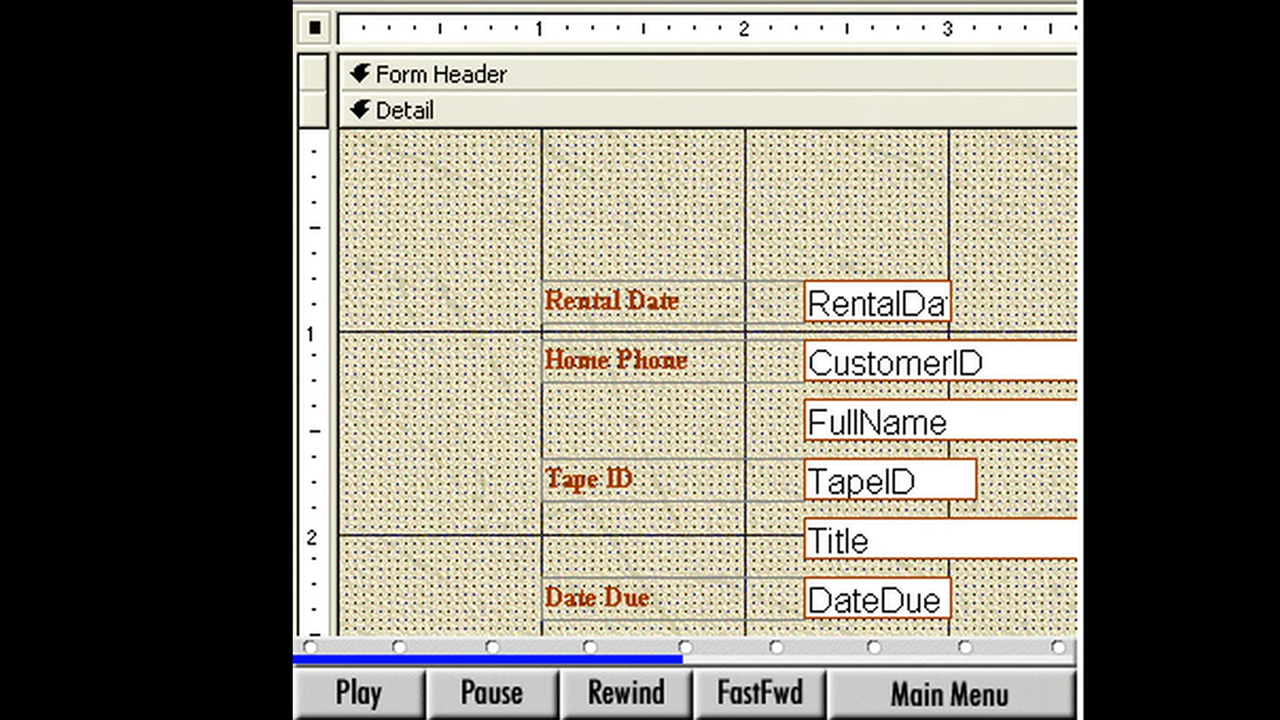 1 2 3
Form Header
Detail
Rental Date RentalDa
1
Home Phone CustomerID
FullName
Tape ID TapeID
2 Title
Date Due DateDue
Play Pause Rewind FastFwd Main Menu